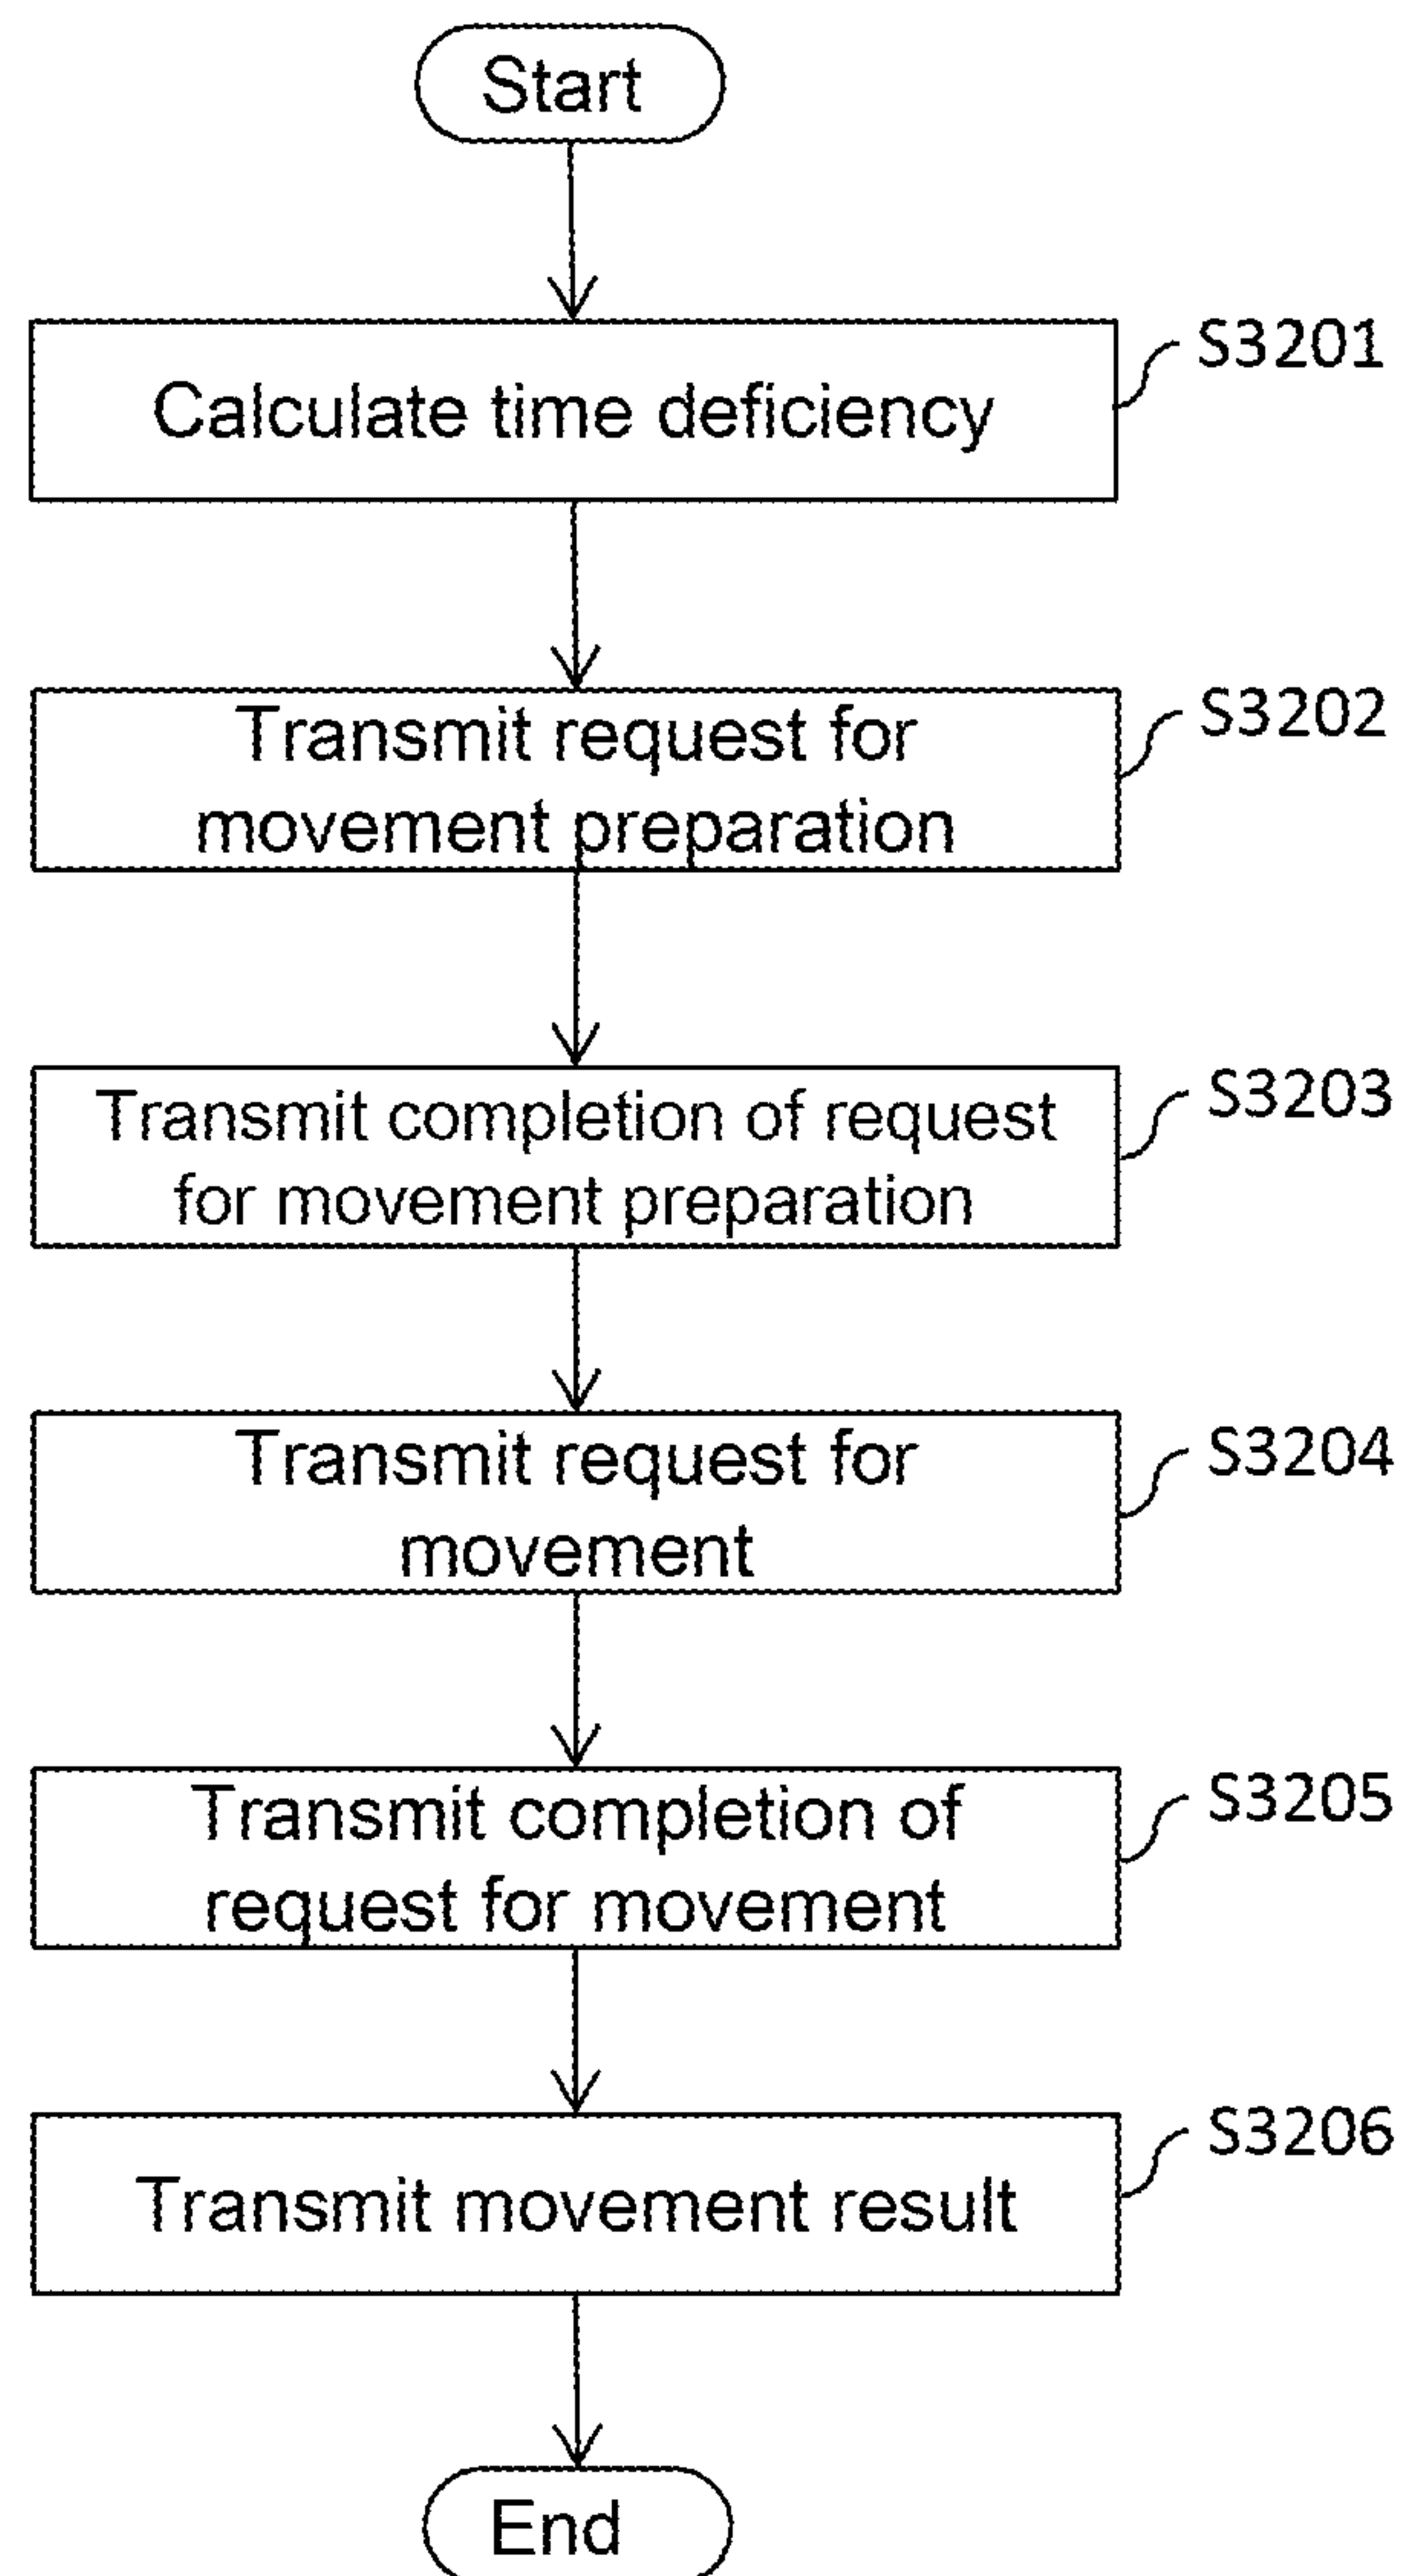 Start
Calculate time deficiency
S3201
Transmit request for
movement preparation
S3202
Transmit completion of request
for movement preparation
S3203
Transmit request for
movement
S3204
Transmit completion of
request for movement
S3205
Transmit movement result
S3206
End